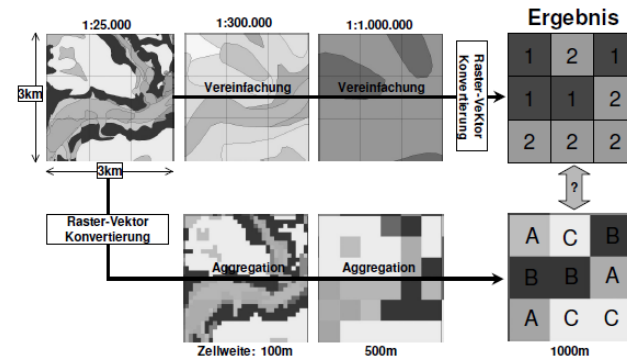 1:25.000
1:300.000
1:1.000.000
Ergebnis
3km
Vereinfachung
Vereinfachung
Raster-VeKtor
Konvertierung
1 2 1
1 1 2
2 2 2
3km
?
Raster-Vektor
Konvertierung
Aggregation
Aggregation
A C B
B B A
A C C
Zellweite: 100m
500m
1000m